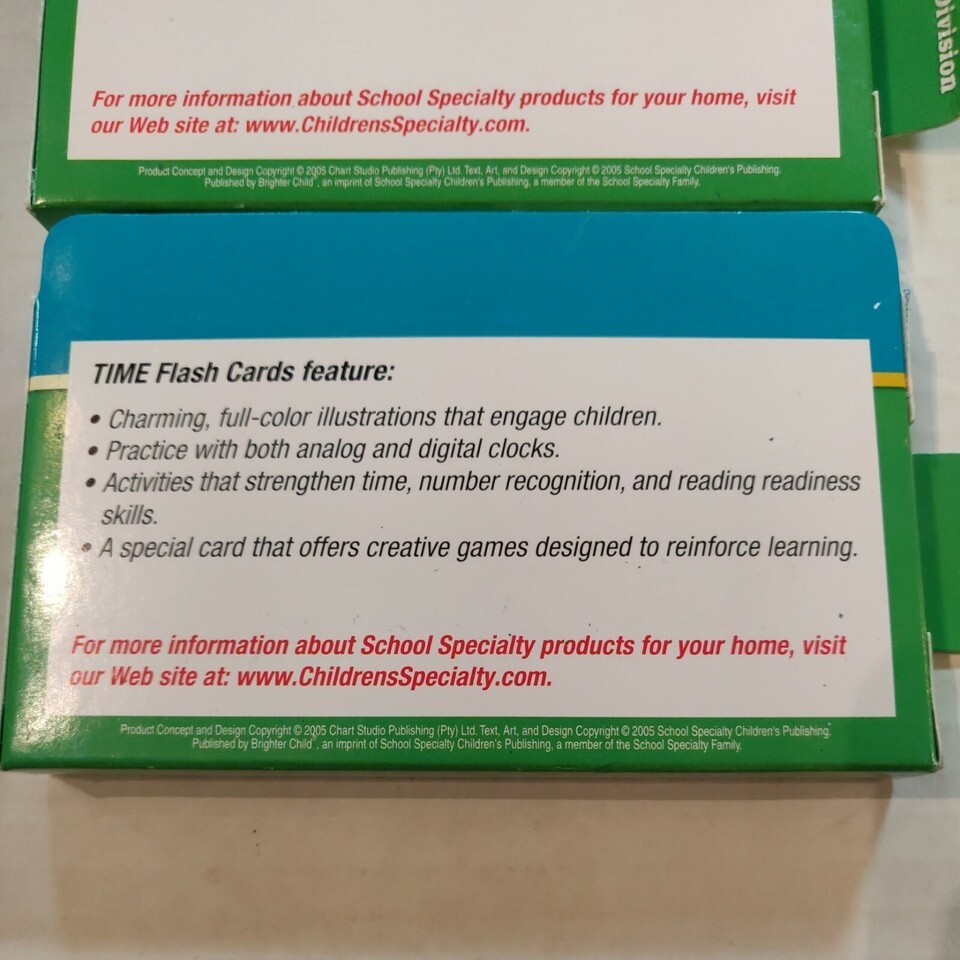 Division
For more information about School Specialty products for your home, visit
our Web site at: www.ChildrensSpecialty.com.
Product Concept and Design Copyright © 2005 Chart Studio Publishing (Pty) Ltd. Text, Art, and Design Copyright © 2005 School Specialty Children's Publishing.
Published by Brighter Child, an imprint of School Specialty Children's Publishing, a member of the School Specialty Family.
TIME Flash Cards feature:
• Charming, full-color illustrations that engage children.
• Practice with both analog and digital clocks.
• Activities that strengthen time, number recognition, and reading readiness
skills.
• A special card that offers creative games designed to reinforce learning.
For more information about School Specialty products for your home, visit
our Web site at: www.ChildrensSpecialty.com.
Product Concept and Design Copyright © 2005 Chart Studio Publishing (Pty) Ltd. Text, Art, and Design Copyright © 2005 School Specialty Children's Publishing.
Published by Brighter Child, an imprint of School Specialty Children's Publishing, a member of the School Specialty Family.